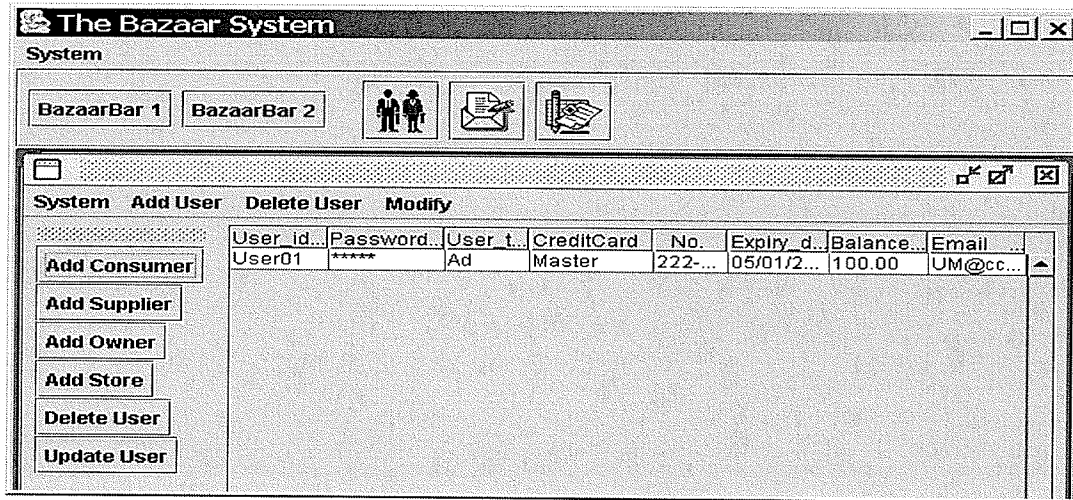 The Bazaar System
System
BazaarBar 1 BazaarBar 2
System Add User Delete User Modify
User_id... Password... User_t... CreditCard No. Expiry_d... Balance... Email ...
User01 ***** Ad Master 222-... 05/01/2... 100.00 UM@cc...
Add Consumer
Add Supplier
Add Owner
Add Store
Delete User
Update User